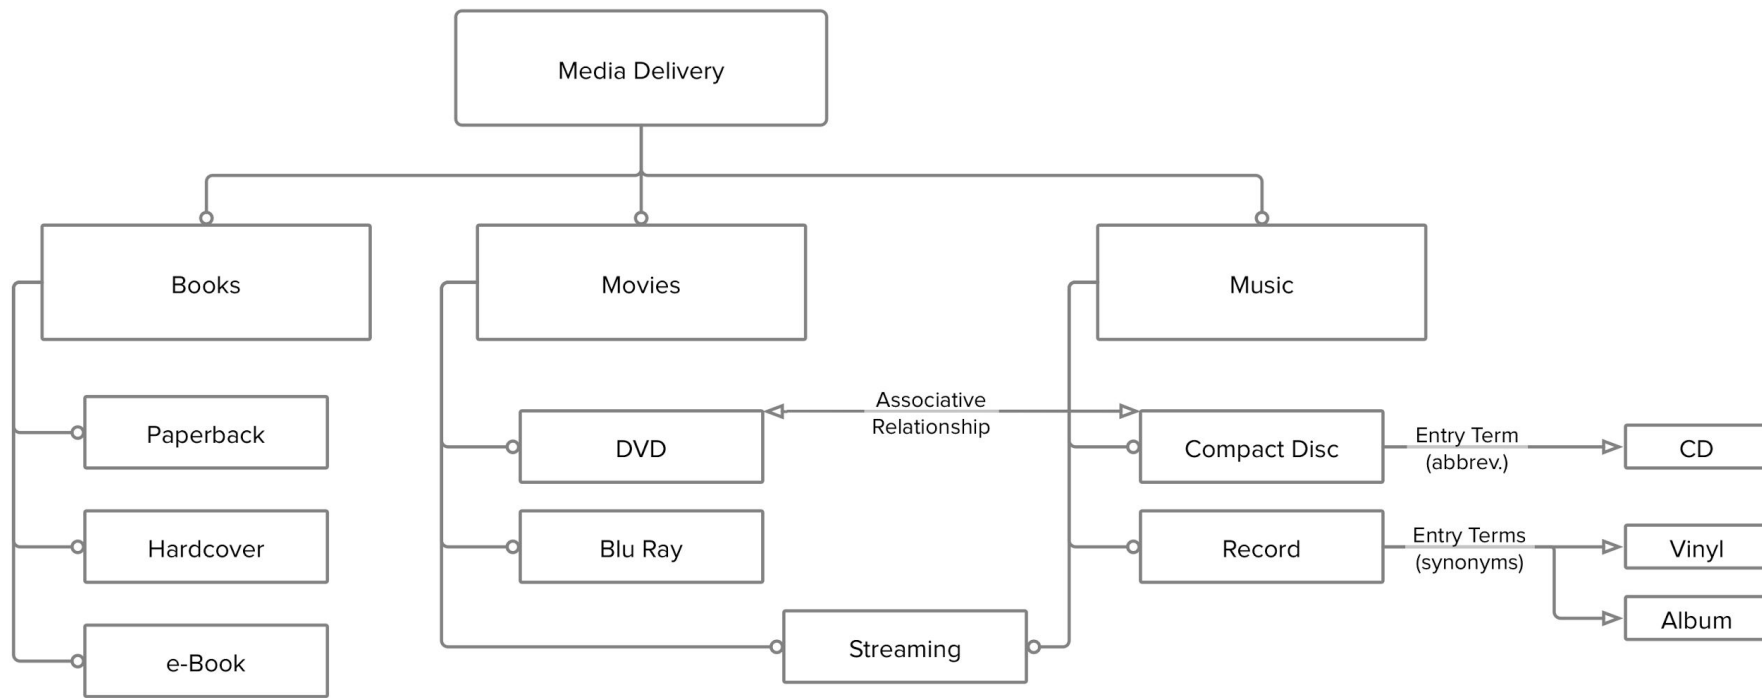 Media Delivery
Books
Movies
Music
Associative
Relationship
Paperback
DVD
Compact Disc
Entry Term
(abbrev.)
CD
Hardcover
Blu Ray
Record
Entry Terms
(synonyms)
Vinyl
Album
e-Book
Streaming